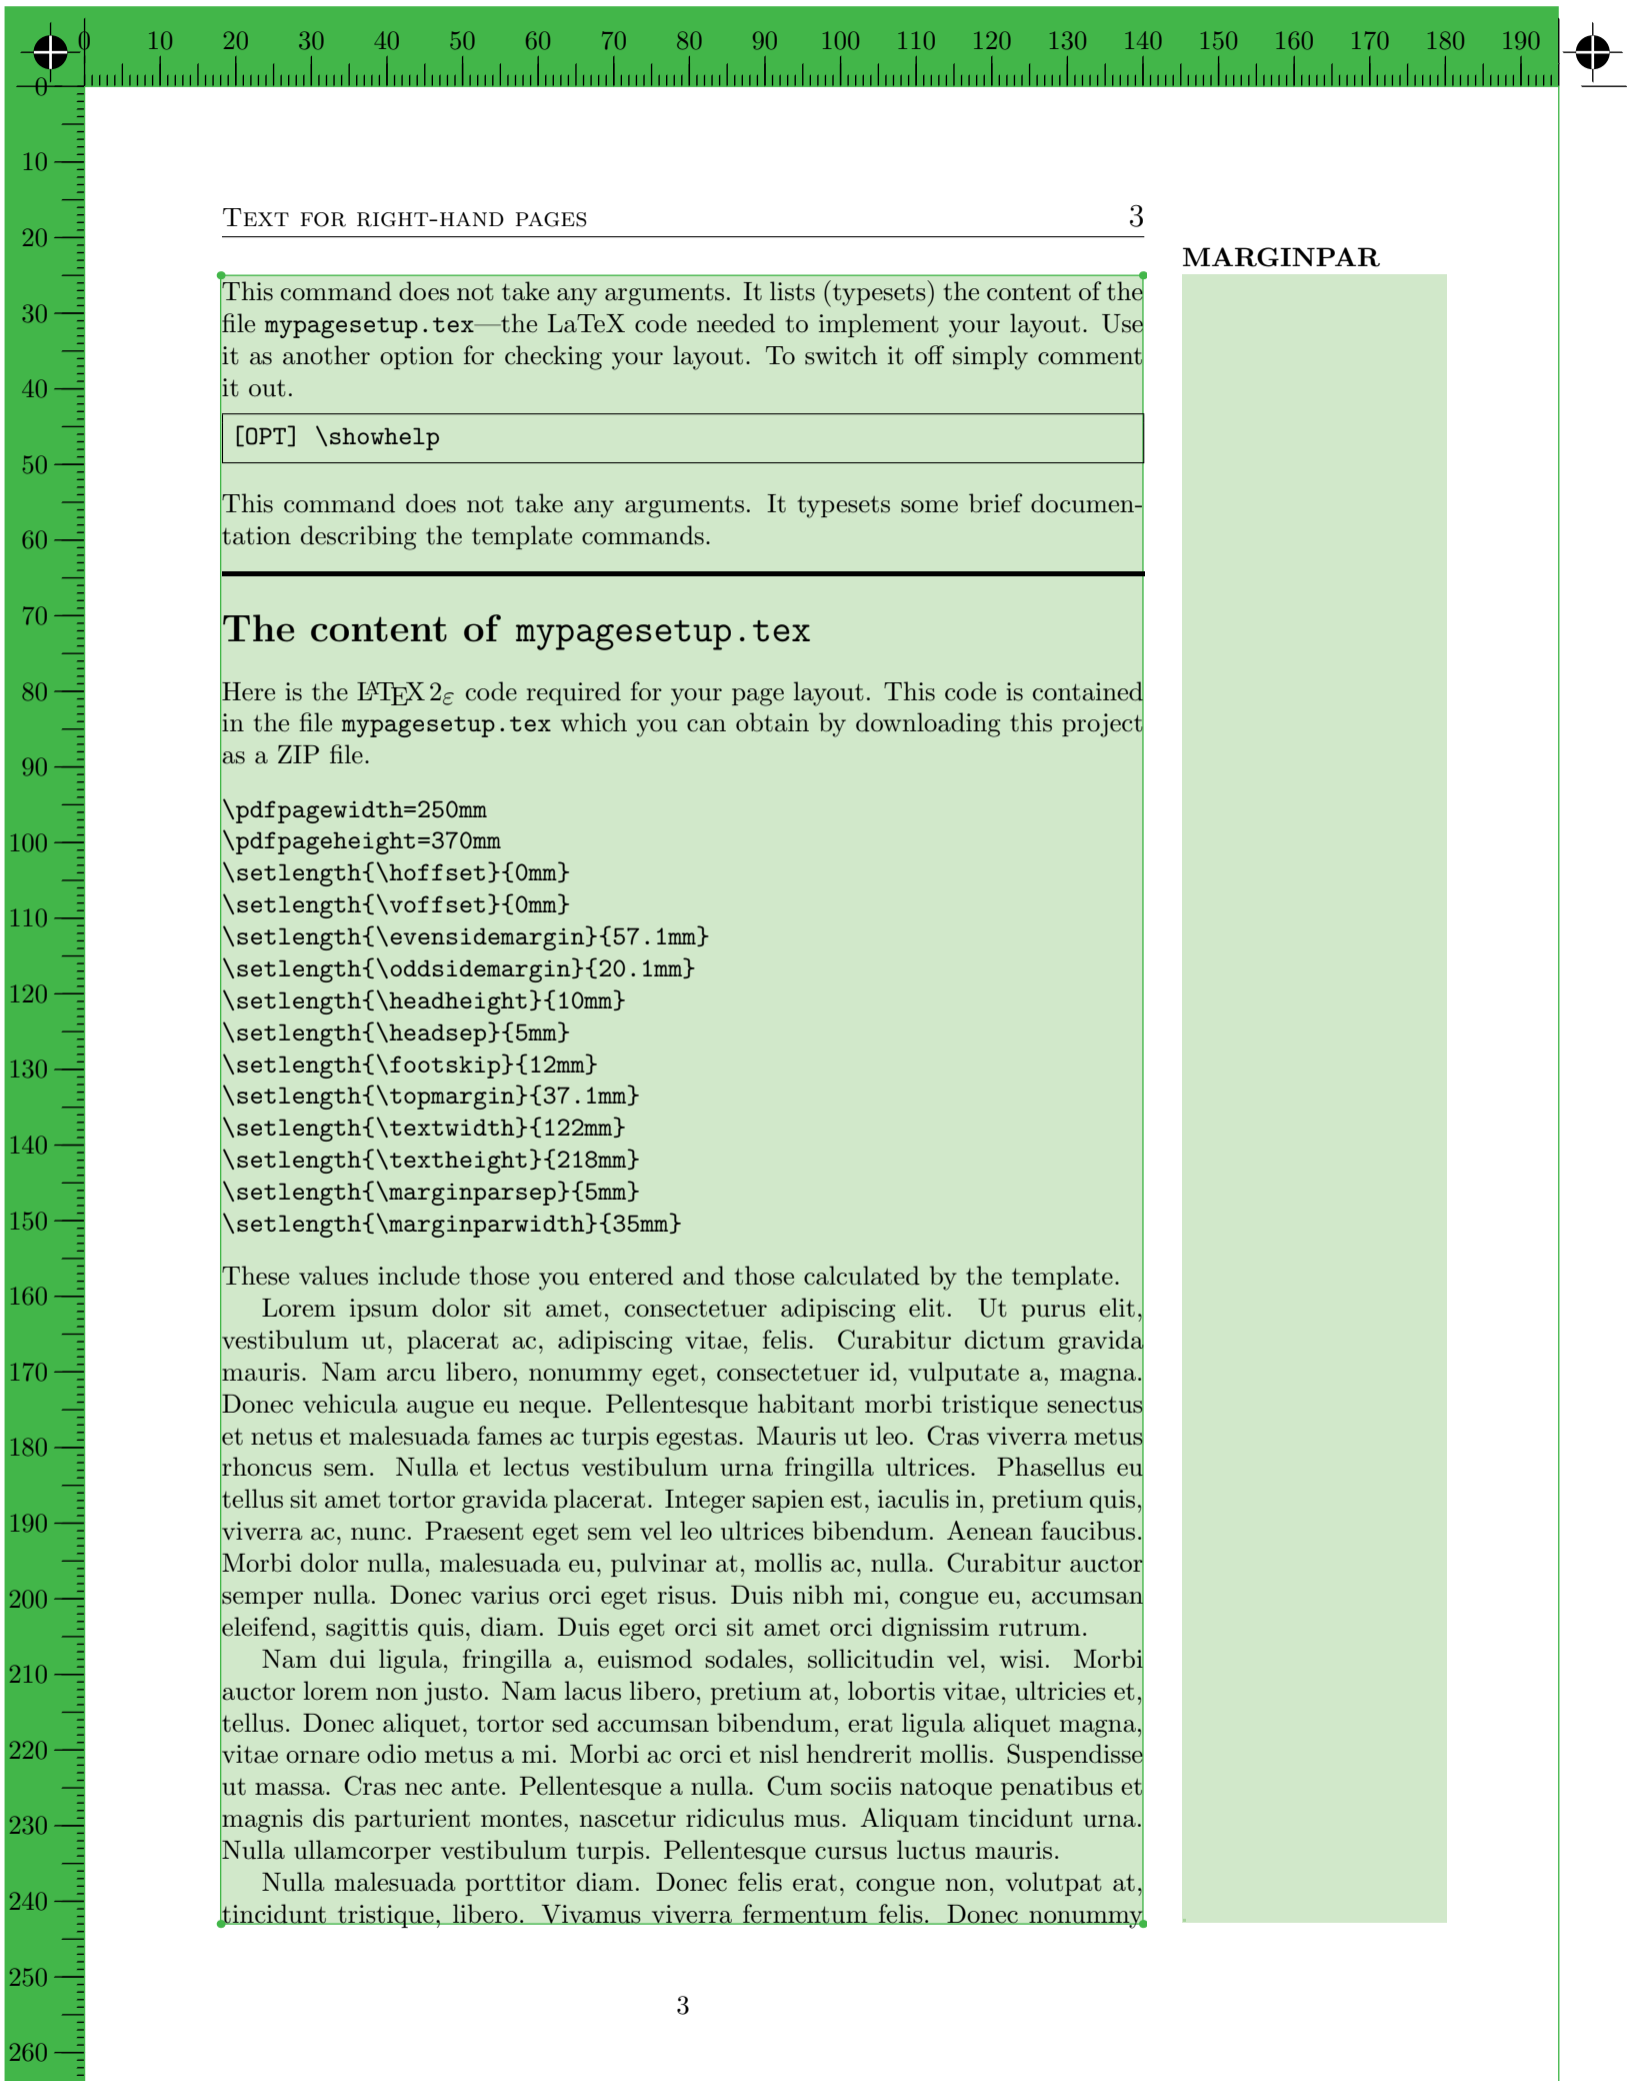 0 10 20 30 40 50 60 70 80 90 100 110 120 130 140 150 160 170 180 190
0
10
20
30
40
50
60
70
80
90
100
110
120
130
140
150
160
170
180
190
200
210
220
230
240
250
260
TEXT FOR RIGHT-HAND PAGES 3
MARGINPAR
This command does not take any arguments. It lists (typesets) the content of the
file mypagesetup.tex—the LaTeX code needed to implement your layout. Use
it as another option for checking your layout. To switch it off simply comment
it out.
[OPT] \showhelp
This command does not take any arguments. It typesets some brief documen-
tation describing the template commands.
The content of mypagesetup.tex
Here is the LATEX 2ε code required for your page layout. This code is contained
in the file mypagesetup.tex which you can obtain by downloading this project
as a ZIP file.
\pdfpagewidth=250mm
\pdfpageheight=370mm
\setlength{\hoffset}{0mm}
\setlength{\voffset}{0mm}
\setlength{\evensidemargin}{57.1mm}
\setlength{\oddsidemargin}{20.1mm}
\setlength{\headheight}{10mm}
\setlength{\headsep}{5mm}
\setlength{\footskip}{12mm}
\setlength{\topmargin}{37.1mm}
\setlength{\textwidth}{122mm}
\setlength{\textheight}{218mm}
\setlength{\marginparsep}{5mm}
\setlength{\marginparwidth}{35mm}
These values include those you entered and those calculated by the template.
Lorem ipsum dolor sit amet, consectetuer adipiscing elit. Ut purus elit,
vestibulum ut, placerat ac, adipiscing vitae, felis. Curabitur dictum gravida
mauris. Nam arcu libero, nonummy eget, consectetuer id, vulputate a, magna.
Donec vehicula augue eu neque. Pellentesque habitant morbi tristique senectus
et netus et malesuada fames ac turpis egestas. Mauris ut leo. Cras viverra metus
rhoncus sem. Nulla et lectus vestibulum urna fringilla ultrices. Phasellus eu
tellus sit amet tortor gravida placerat. Integer sapien est, iaculis in, pretium quis,
viverra ac, nunc. Praesent eget sem vel leo ultrices bibendum. Aenean faucibus.
Morbi dolor nulla, malesuada eu, pulvinar at, mollis ac, nulla. Curabitur auctor
semper nulla. Donec varius orci eget risus. Duis nibh mi, congue eu, accumsan
eleifend, sagittis quis, diam. Duis eget orci sit amet orci dignissim rutrum.
Nam dui ligula, fringilla a, euismod sodales, sollicitudin vel, wisi. Morbi
auctor lorem non justo. Nam lacus libero, pretium at, lobortis vitae, ultricies et,
tellus. Donec aliquet, tortor sed accumsan bibendum, erat ligula aliquet magna,
vitae ornare odio metus a mi. Morbi ac orci et nisl hendrerit mollis. Suspendisse
ut massa. Cras nec ante. Pellentesque a nulla. Cum sociis natoque penatibus et
magnis dis parturient montes, nascetur ridiculus mus. Aliquam tincidunt urna.
Nulla ullamcorper vestibulum turpis. Pellentesque cursus luctus mauris.
Nulla malesuada porttitor diam. Donec felis erat, congue non, volutpat at,
tincidunt tristique, libero. Vivamus viverra fermentum felis. Donec nonummy
3